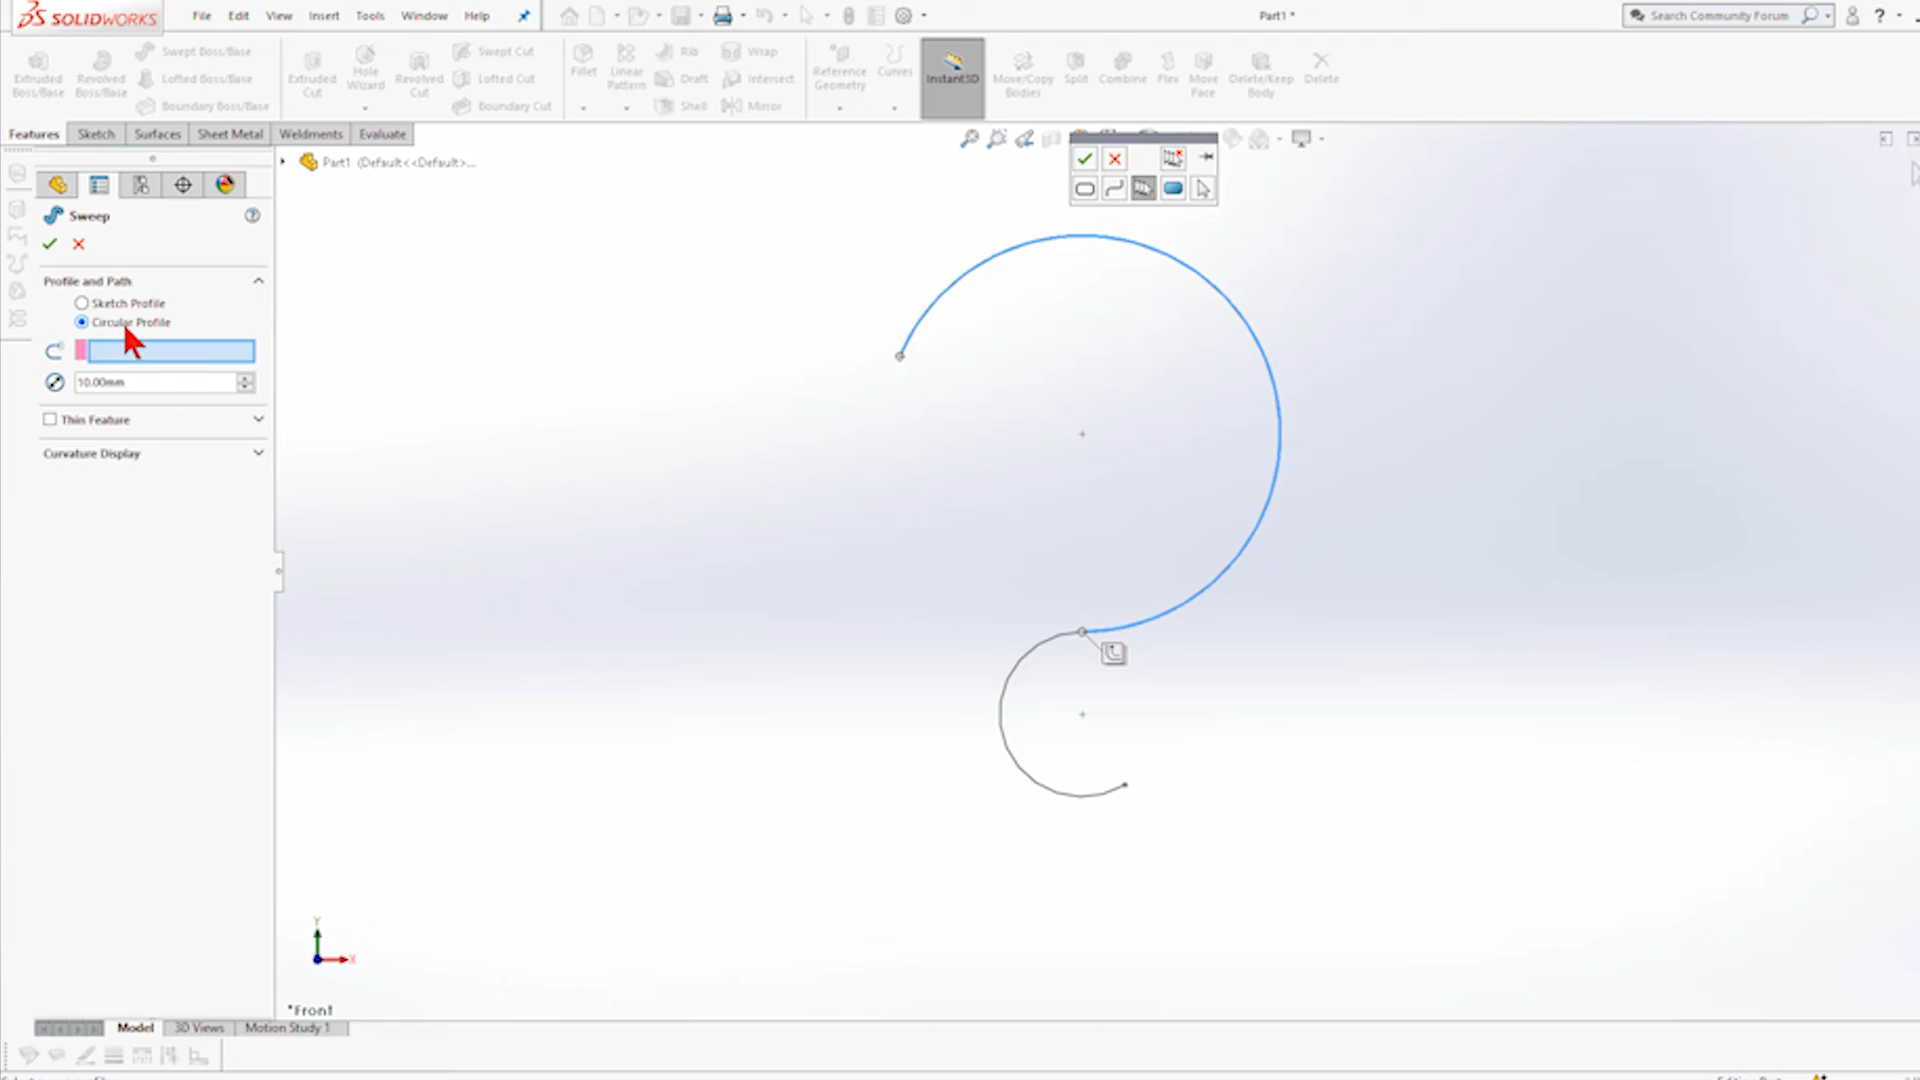 SOLIDWORKS File Edit View Insert Tools Window Help Part1 * Search Community Forum ?
Extruded Boss/Base
Revolved Boss/Base
Swept Boss/Base
Lofted Boss/Base
Boundary Boss/Base
Extruded Cut
Hole Wizard
Revolved Cut
Swept Cut
Lofted Cut
Boundary Cut
Fillet
Linear Pattern
Rib
Draft
Shell
Wrap
Intersect
Mirror
Reference Geometry
Curves
Instant3D
Move/Copy Bodies
Split
Combine
Flex
Move Face
Delete/Keep Body
Delete
Features Sketch Surfaces Sheet Metal Weldments Evaluate
Part1 (Default<<Default>...
Sweep
Profile and Path
Sketch Profile
Circular Profile
10.00mm
Thin Feature
Curvature Display
Y
X
*Front
Model 3D Views Motion Study 1